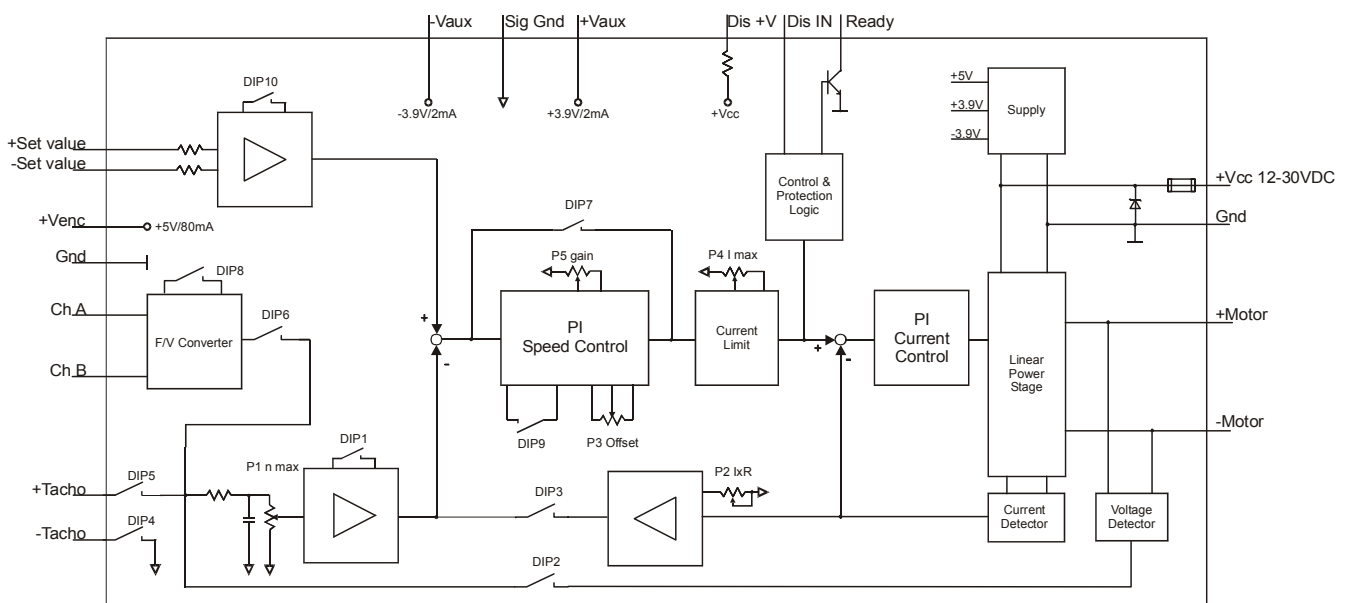 -Vaux
Sig Gnd
+Vaux
Dis +V
Dis IN
Ready
DIP10
+5V
+3.9V
-3.9V
Supply
-3.9V/2mA
+3.9V/2mA
+Vcc
+Set value
-Set value
Control &
Protection
Logic
+Vcc 12-30VDC
+Venc
+5V/80mA
DIP7
Gnd
Gnd
DIP8
P5 gain
P4 I max
Ch A
DIP6
+
PI
Speed Control
Current
Limit
+
PI
Current
Control
+Motor
F/V Converter
-
-
Linear
Power
Stage
Ch B
DIP9
P3 Offset
-Motor
DIP1
P1 n max
P2 IxR
+Tacho
DIP5
DIP3
Current
Detector
Voltage
Detector
-Tacho
DIP4
DIP2